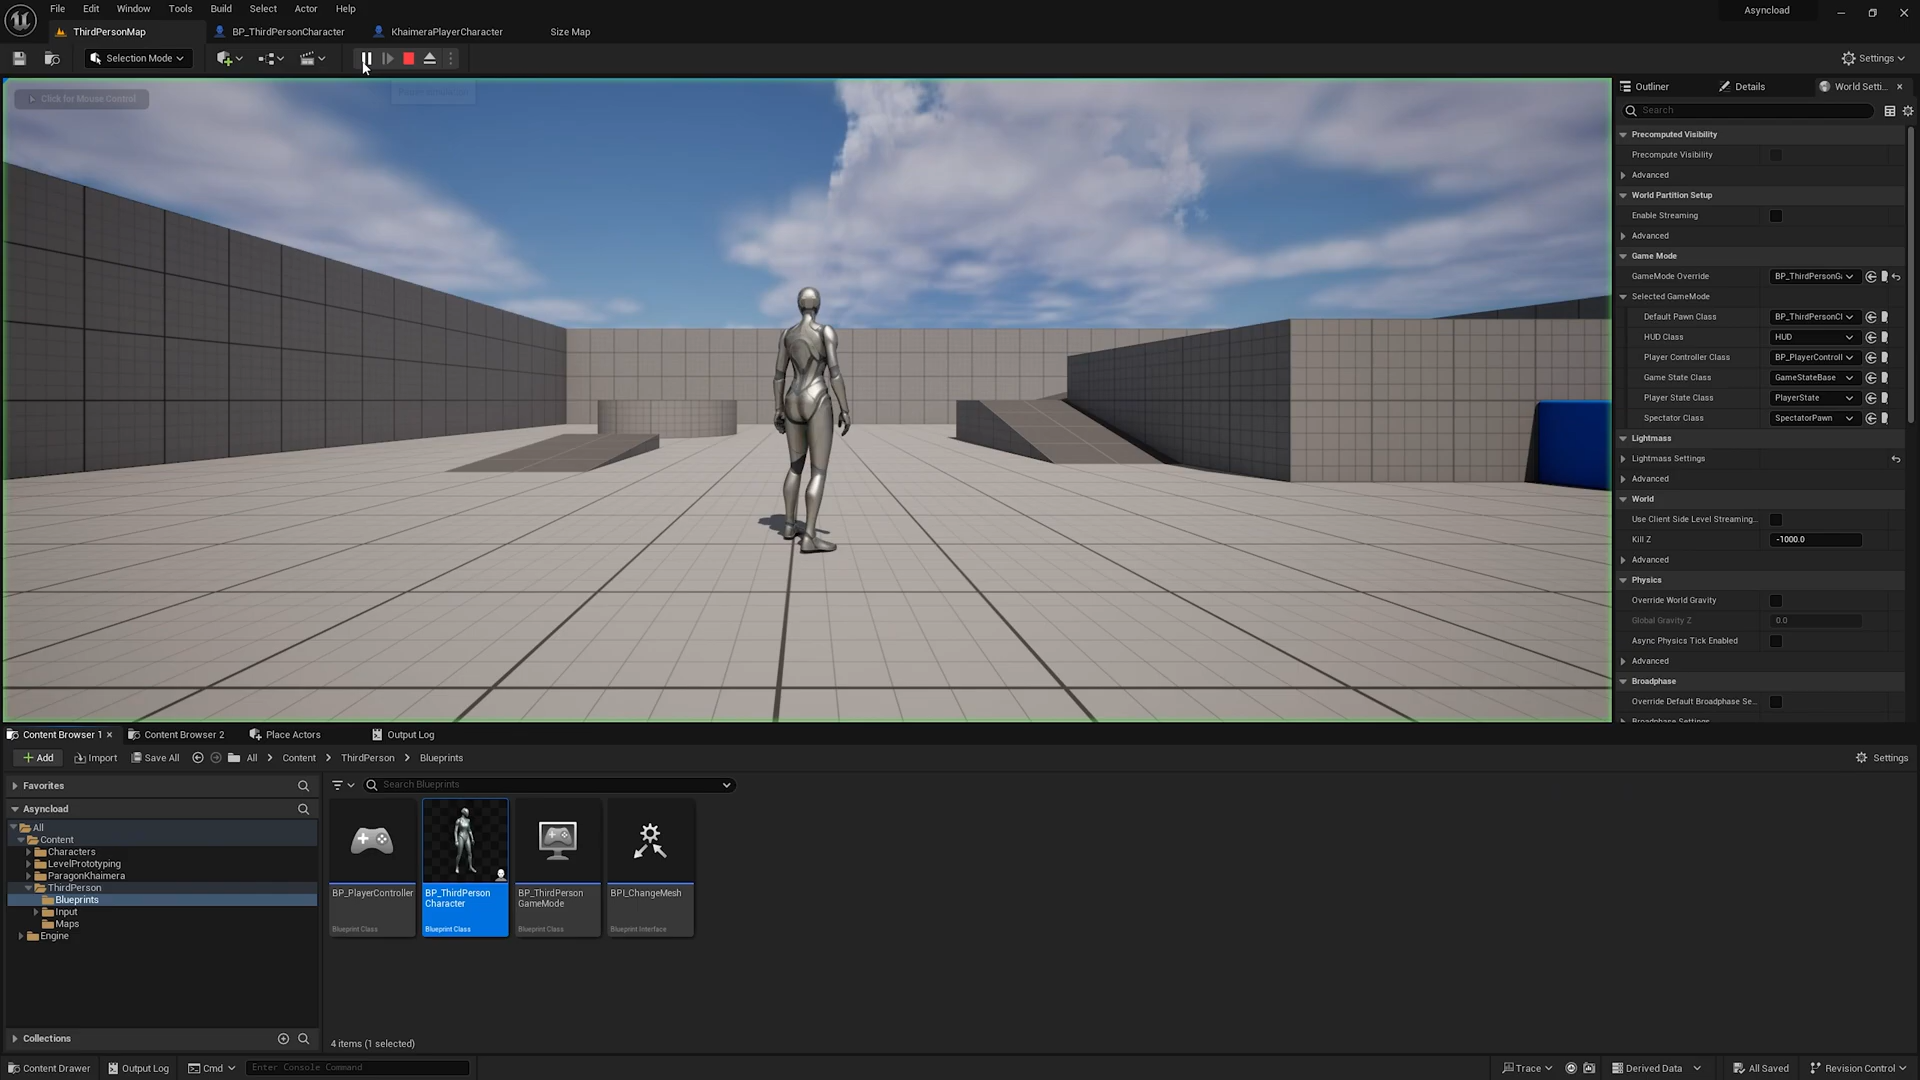 File Edit Window Tools Build Select Actor Help
Asyncload
ThirdPersonMap
BP_ThirdPersonCharacter
KhaimeraPlayerCharacter
Size Map
Selection Mode
Settings
Click for Mouse Control
Outliner
Details
World Setti...
Search
Precomputed Visibility
Precompute Visibility
Advanced
World Partition Setup
Enable Streaming
Advanced
Game Mode
GameMode Override BP_ThirdPersonG
Selected GameMode
Default Pawn Class BP_ThirdPersonCl
HUD Class HUD
Player Controller Class BP_PlayerControll
Game State Class GameStateBase
Player State Class PlayerState
Spectator Class SpectatorPawn
Lightmass
Lightmass Settings
Advanced
World
Use Client Side Level Streaming...
Kill Z -1000.0
Advanced
Physics
Override World Gravity
Global Gravity Z 0.0
Async Physics Tick Enabled
Advanced
Broadphase
Override Default Broadphase Se...
Broadphase Settings
Content Browser 1
Content Browser 2
Place Actors
Output Log
Add
Import
Save All
All
Content
ThirdPerson
Blueprints
Settings
Favorites
Search Blueprints
Asyncload
All
Content
Characters
LevelPrototyping
ParagonKhaimera
ThirdPerson
Blueprints
Input
Maps
Engine
BP_PlayerController
Blueprint Class
BP_ThirdPerson
Character
Blueprint Class
BP_ThirdPerson
GameMode
Blueprint Class
BPI_ChangeMesh
Blueprint Interface
Collections
4 items (1 selected)
Content Drawer
Output Log
Cmd
Enter Console Command
Trace
Derived Data
All Saved
Revision Control